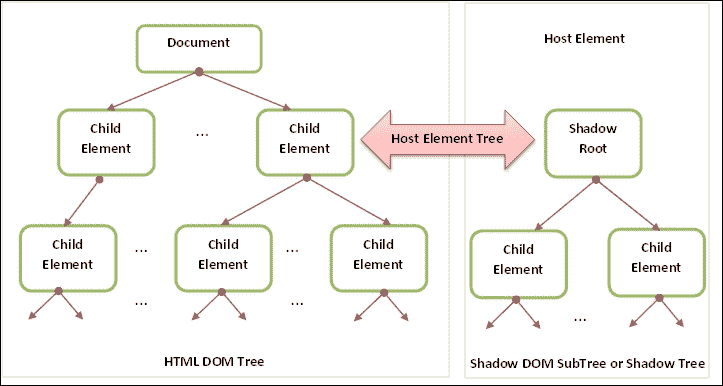 Document
Host Element
Child
Element
...
Child
Element
Host Element Tree
Shadow
Root
Child
Element
...
Child
Element
...
Child
Element
Child
Element
Child
Element
...
...
...
HTML DOM Tree
Shadow DOM SubTree or Shadow Tree